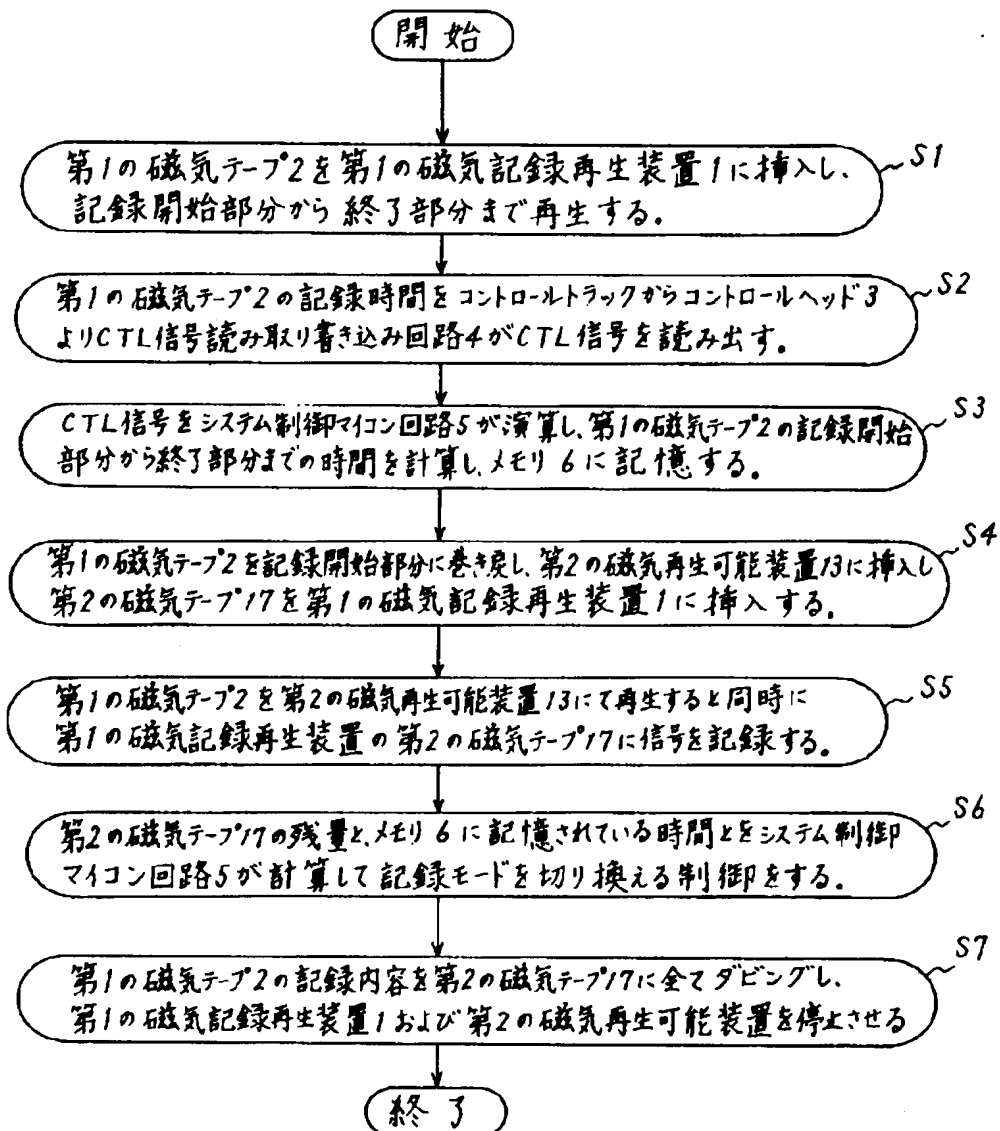 開始
第1の磁気テープ2を第1の磁気記録再生装置1に挿入し、 S1
記録開始部分から終了部分まで再生する。
第1の磁気テープ2の記録時間をコントロールトラックからコントロールヘッド3 S2
よりCTL信号読み取り書き込み回路4がCTL信号を読み出す。
CTL信号をシステム制御マイコン回路5が演算し、第1の磁気テープ2の記録開始 S3
部分から終了部分までの時間を計算し、メモリ6に記憶する。
第1の磁気テープ2を記録開始部分に巻き戻し、第2の磁気再生可能装置13に挿入し S4
第2の磁気テープ17を第1の磁気記録再生装置1に挿入する。
第1の磁気テープ2を第2の磁気再生可能装置13にて再生すると同時に S5
第1の磁気記録再生装置の第2の磁気テープ17に信号を記録する。
第2の磁気テープ17の残量と、メモリ6に記憶されている時間とをシステム制御 S6
マイコン回路5が計算して記録モードを切り換える制御をする。
第1の磁気テープ2の記録内容を第2の磁気テープ17に全てダビングし、 S7
第1の磁気記録再生装置1および第2の磁気再生可能装置を停止させる
終了